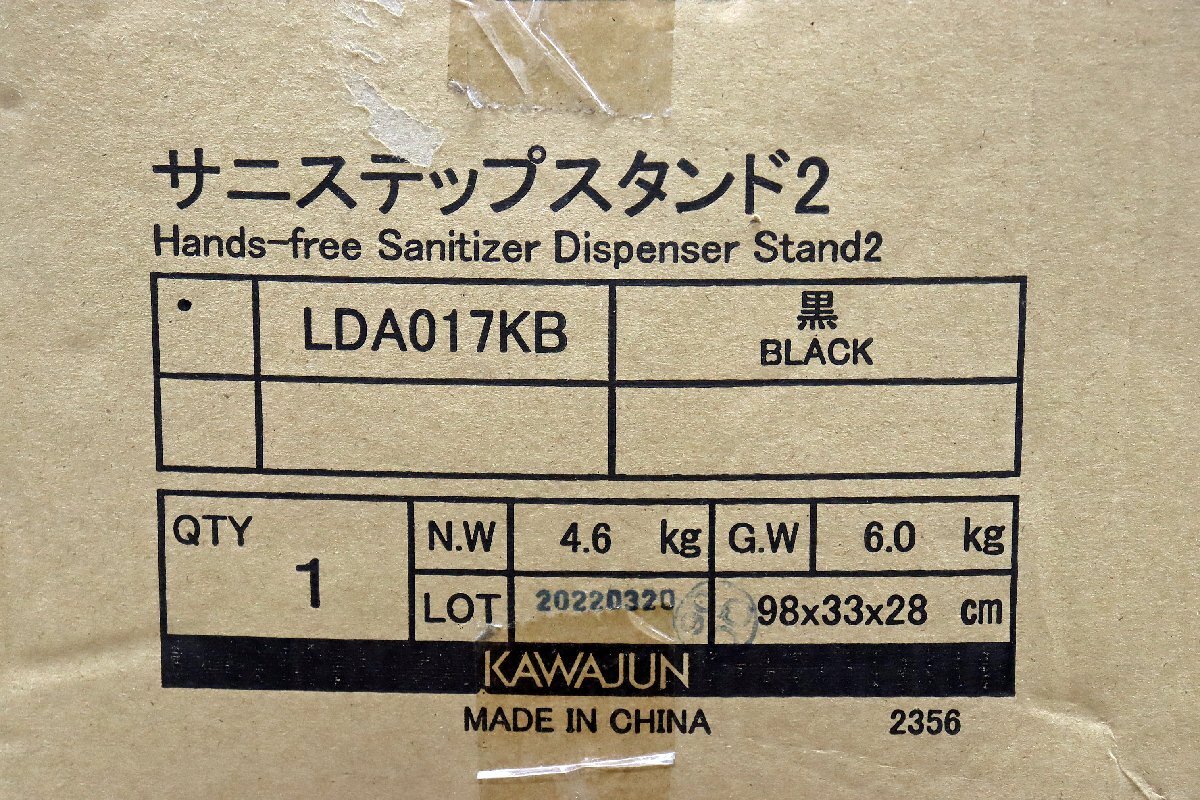 サニステップスタンド2
Hands-free Sanitizer Dispenser Stand2
• LDA017KB 黒
BLACK
QTY 1
N.W 4.6 kg G.W 6.0 kg
LOT 20220320 98x33x28 cm
KAWAJUN
MADE IN CHINA 2356